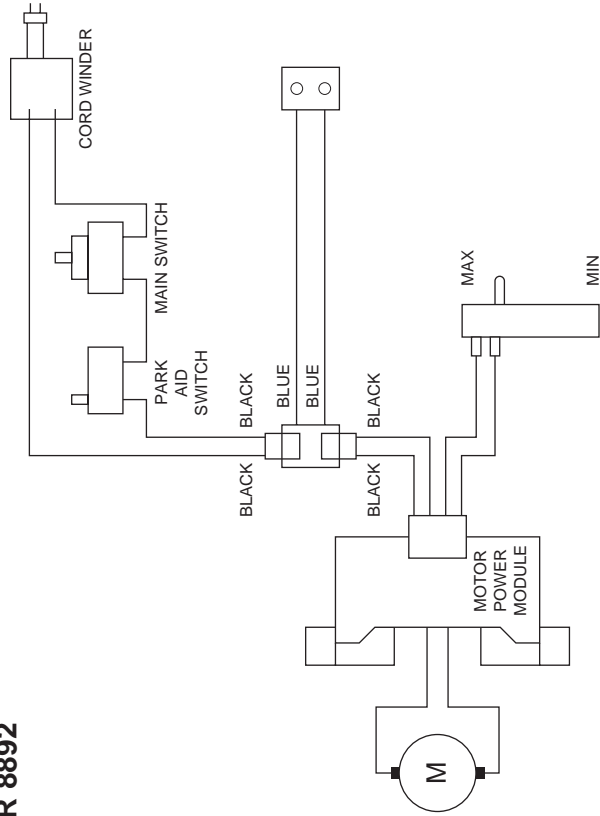 R 8892
CORD WINDER
PARK
AID
SWITCH
MAIN SWITCH
BLACK
BLACK
BLUE
BLUE
BLACK
BLACK
M
MOTOR
POWER
MODULE
MAX
MIN